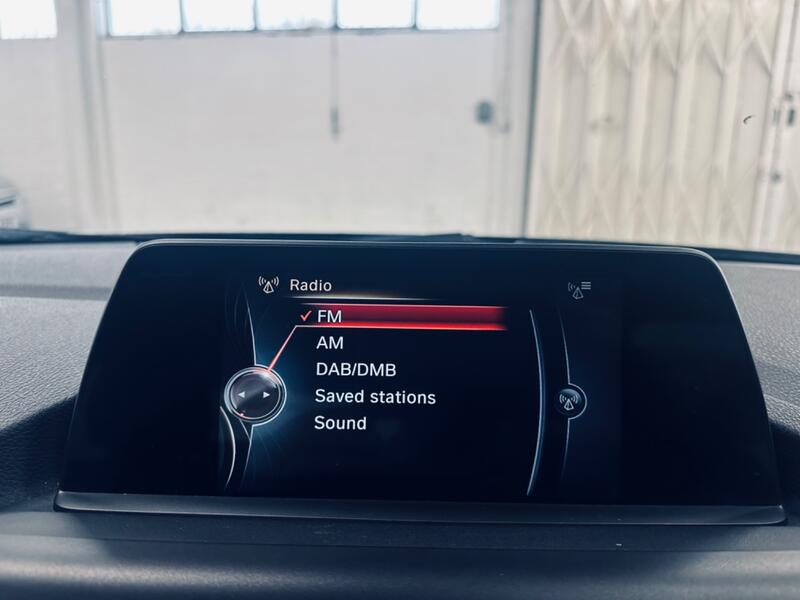 Radio
FM
AM
DAB/DMB
Saved stations
Sound